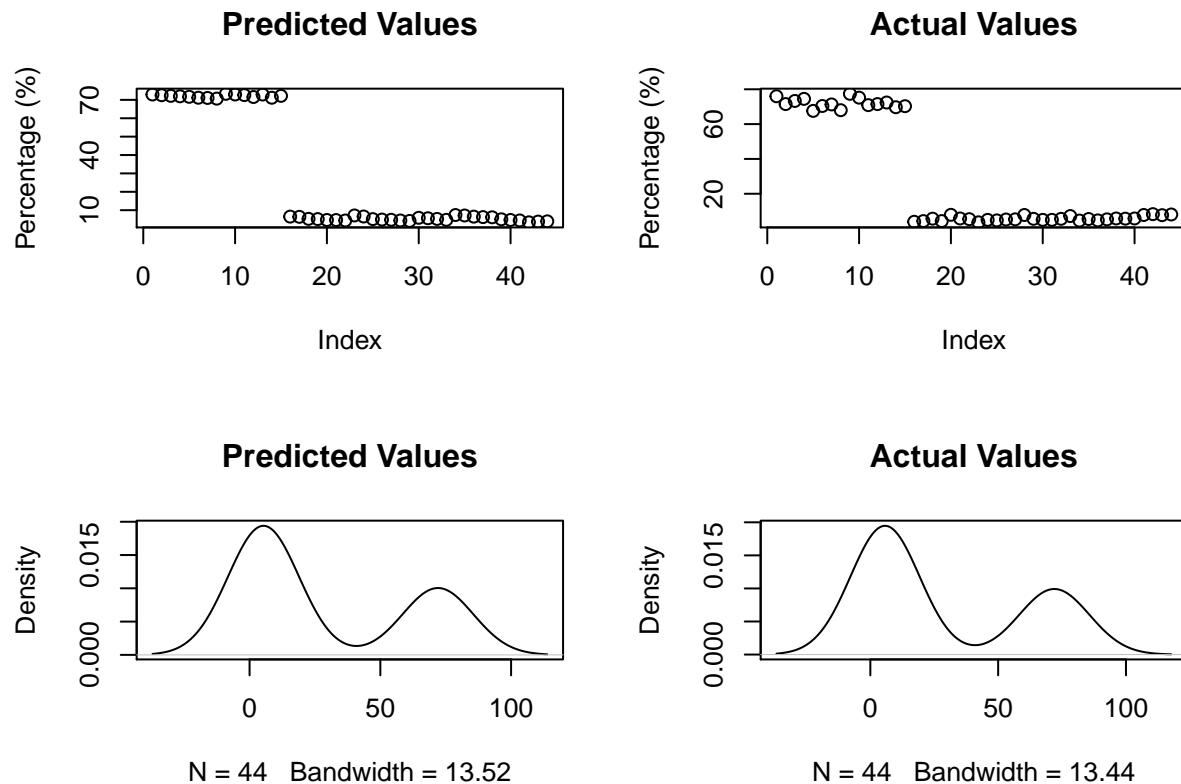 Predicted Values
Percentage (%)
70
40
10
0 10 20 30 40
Index
Actual Values
Percentage (%)
60
20
0 10 20 30 40
Index
Predicted Values
Density
0.015
0.000
0 50 100
N = 44 Bandwidth = 13.52
Actual Values
Density
0.015
0.000
0 50 100
N = 44 Bandwidth = 13.44